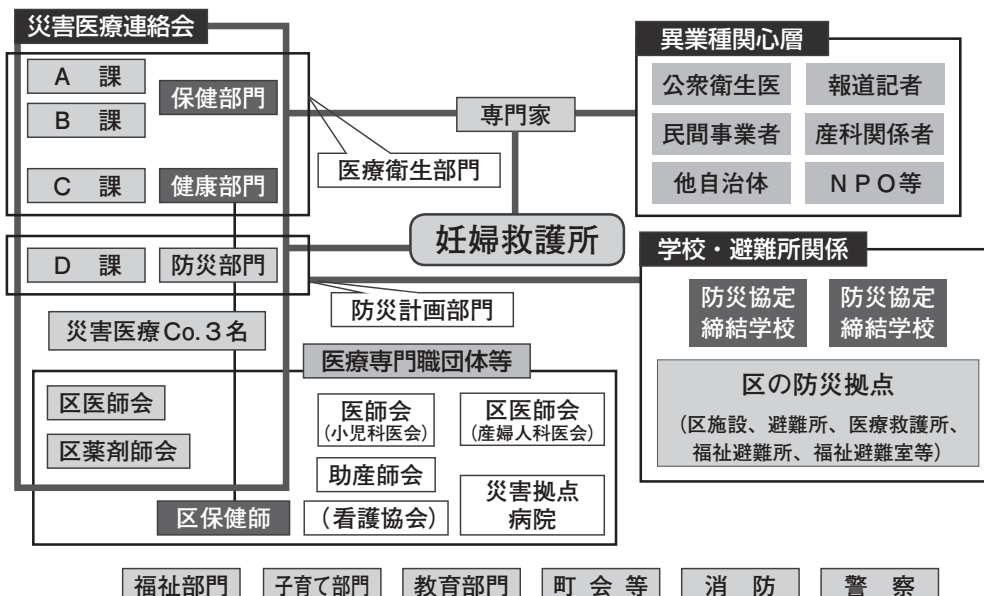 災害医療連絡会
A 課
保健部門
B 課
C 課
健康部門
医療衛生部門
専門家
異業種関心層
公衆衛生医
報道記者
民間事業者
産科関係者
他自治体
NPO等
妊婦救護所
D 課
防災部門
防災計画部門
災害医療Co.3名
学校・避難所関係
防災協定
締結学校
防災協定
締結学校
区の防災拠点
(区施設、避難所、医療救護所、
福祉避難所、福祉避難室等)
医療専門職団体等
区医師会
区薬剤師会
医師会
(小児科医会)
区医師会
(産婦人科医会)
助産師会
(看護協会)
災害拠点
病院
区保健師
福祉部門
子育て部門
教育部門
町会等
消防
警察